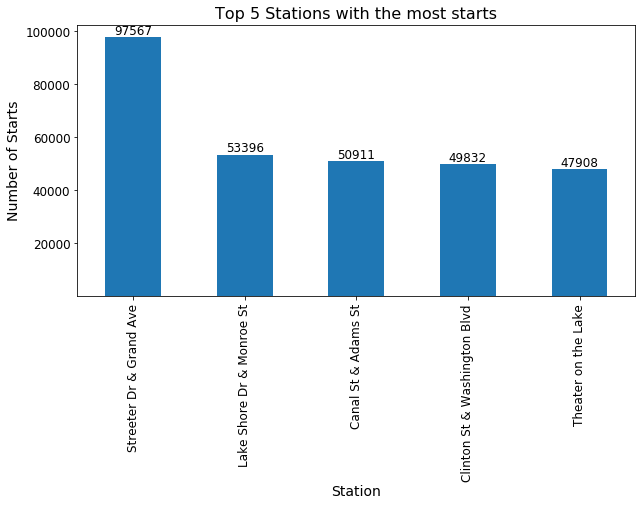 Top 5 Stations with the most starts
Number of Starts
100000
80000
60000
40000
20000
97567
53396
50911
49832
47908
Streeter Dr & Grand Ave
Lake Shore Dr & Monroe St
Canal St & Adams St
Clinton St & Washington Blvd
Theater on the Lake
Station